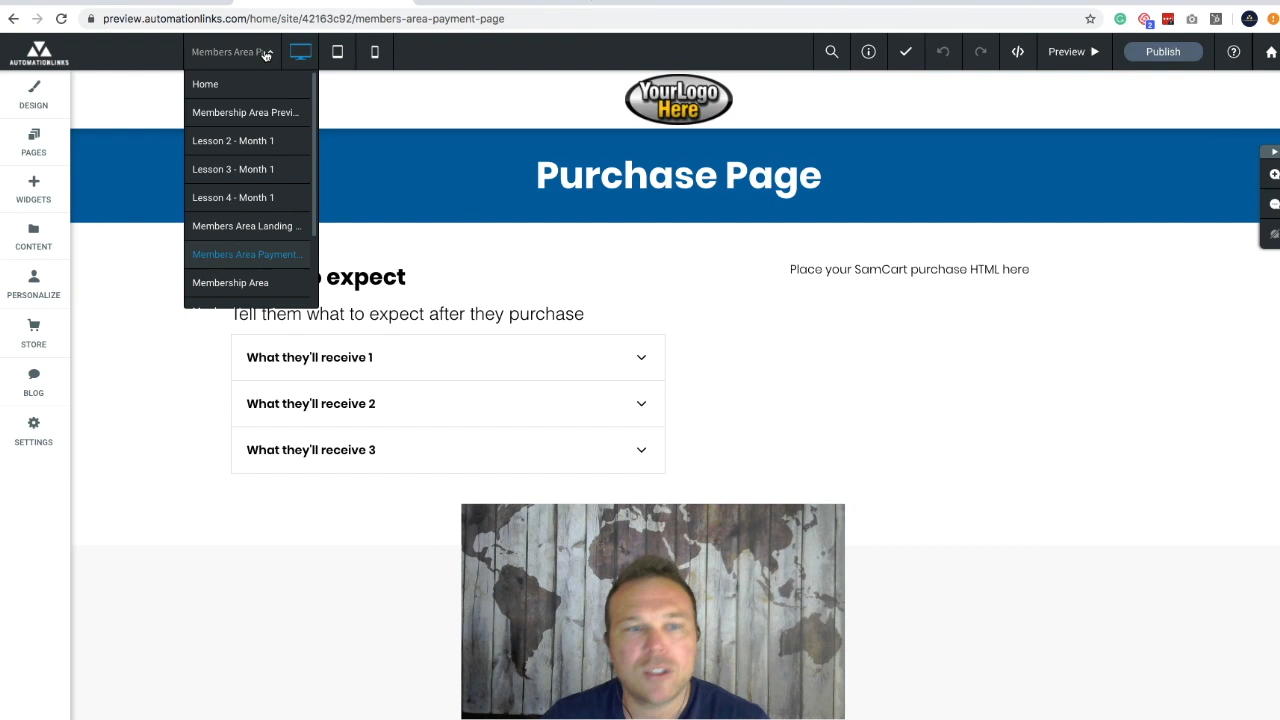 preview.automationlinks.com/home/site/42163c92/members-area-payment-page
2
AUTOMATIONLINKS
Members Area P
Preview
Publish
DESIGN
PAGES
WIDGETS
CONTENT
PERSONALIZE
STORE
BLOG
SETTINGS
Home
Membership Area Previ...
Lesson 2 - Month 1
Lesson 3 - Month 1
Lesson 4 - Month 1
Members Area Landing ...
Members Area Payment...
Membership Area
YourLogo
Here
Purchase Page
expect
Tell them what to expect after they purchase
What they'll receive 1
What they'll receive 2
What they'll receive 3
Place your SamCart purchase HTML here